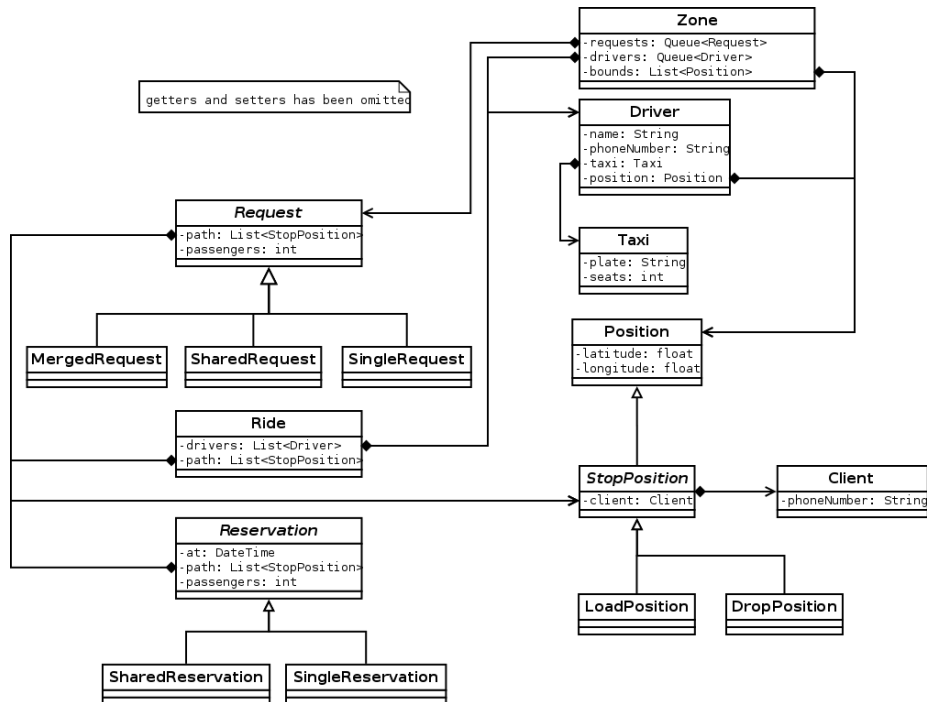 Zone
-requests: Queue<Request>
-drivers: Queue<Driver>
-bounds: List<Position>
getters and setters has been omitted
Driver
-name: String
-phoneNumber: String
-taxi: Taxi
-position: Position
Request
-path: List<StopPosition>
-passengers: int
Taxi
-plate: String
-seats: int
Position
-latitude: float
-longitude: float
MergedRequest
SharedRequest
SingleRequest
Ride
-drivers: List<Driver>
-path: List<StopPosition>
StopPosition
-client: Client
Client
-phoneNumber: String
Reservation
-at: DateTime
-path: List<StopPosition>
-passengers: int
LoadPosition
DropPosition
SharedReservation
SingleReservation